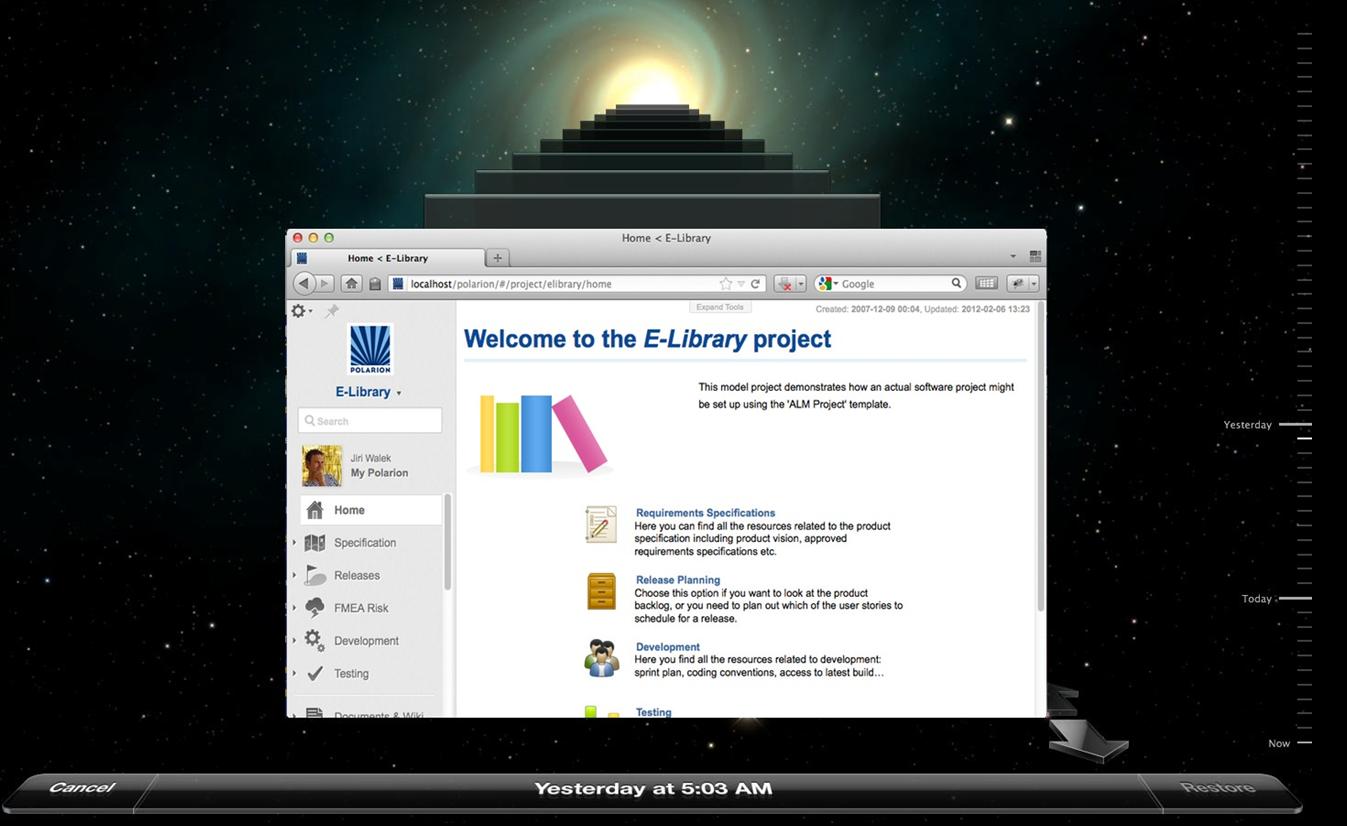 Home < E-Library
Home < E-Library
localhost/polarion/#/project/elibrary/home
Google
Expand Tools
Created: 2007-12-09 00:04, Updated: 2012-02-06 13:23
POLARION
E-Library
Search
Jiri Walek
My Polarion
Home
Specification
Releases
FMEA Risk
Development
Testing
Documents & Wiki
Welcome to the E-Library project
This model project demonstrates how an actual software project might
be set up using the 'ALM Project' template.
Requirements Specifications
Here you can find all the resources related to the product
specification including product vision, approved
requirements specifications etc.
Release Planning
Choose this option if you want to look at the product
backlog, or you need to plan out which of the user stories to
schedule for a release.
Development
Here you find all the resources related to development:
sprint plan, coding conventions, access to latest build...
Testing
Yesterday
Today
Now
Cancel
Yesterday at 5:03 AM
Restore